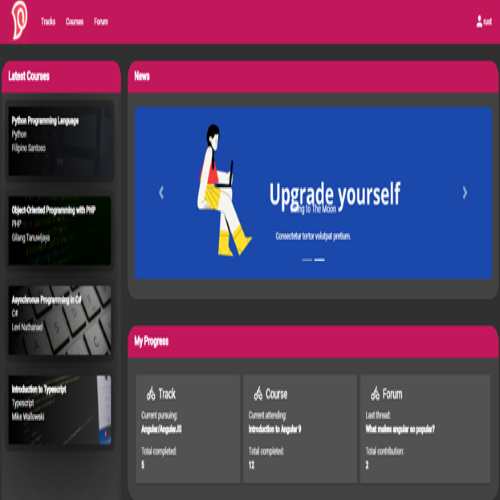 Tracks Courses Forum
rust
Latest Courses
Python Programming Language
Python
Filipino Santoso
Object-Oriented Programming with PHP
PHP
Gilang Tanuwijaya
Asynchronous Programming in C#
C#
Levi Nathanael
Introduction to Typescript
Typescript
Mike Wallowski
News
Upgrade yourself
Going to The Moon
Consectetur tortor volutpat pretium.
My Progress
Track
Current pursuing:
Angular/AngularJS
Total completed:
5
Course
Current attending:
Introduction to Angular 9
Total completed:
12
Forum
Last thread:
What makes angular so popular?
Total contribution:
2